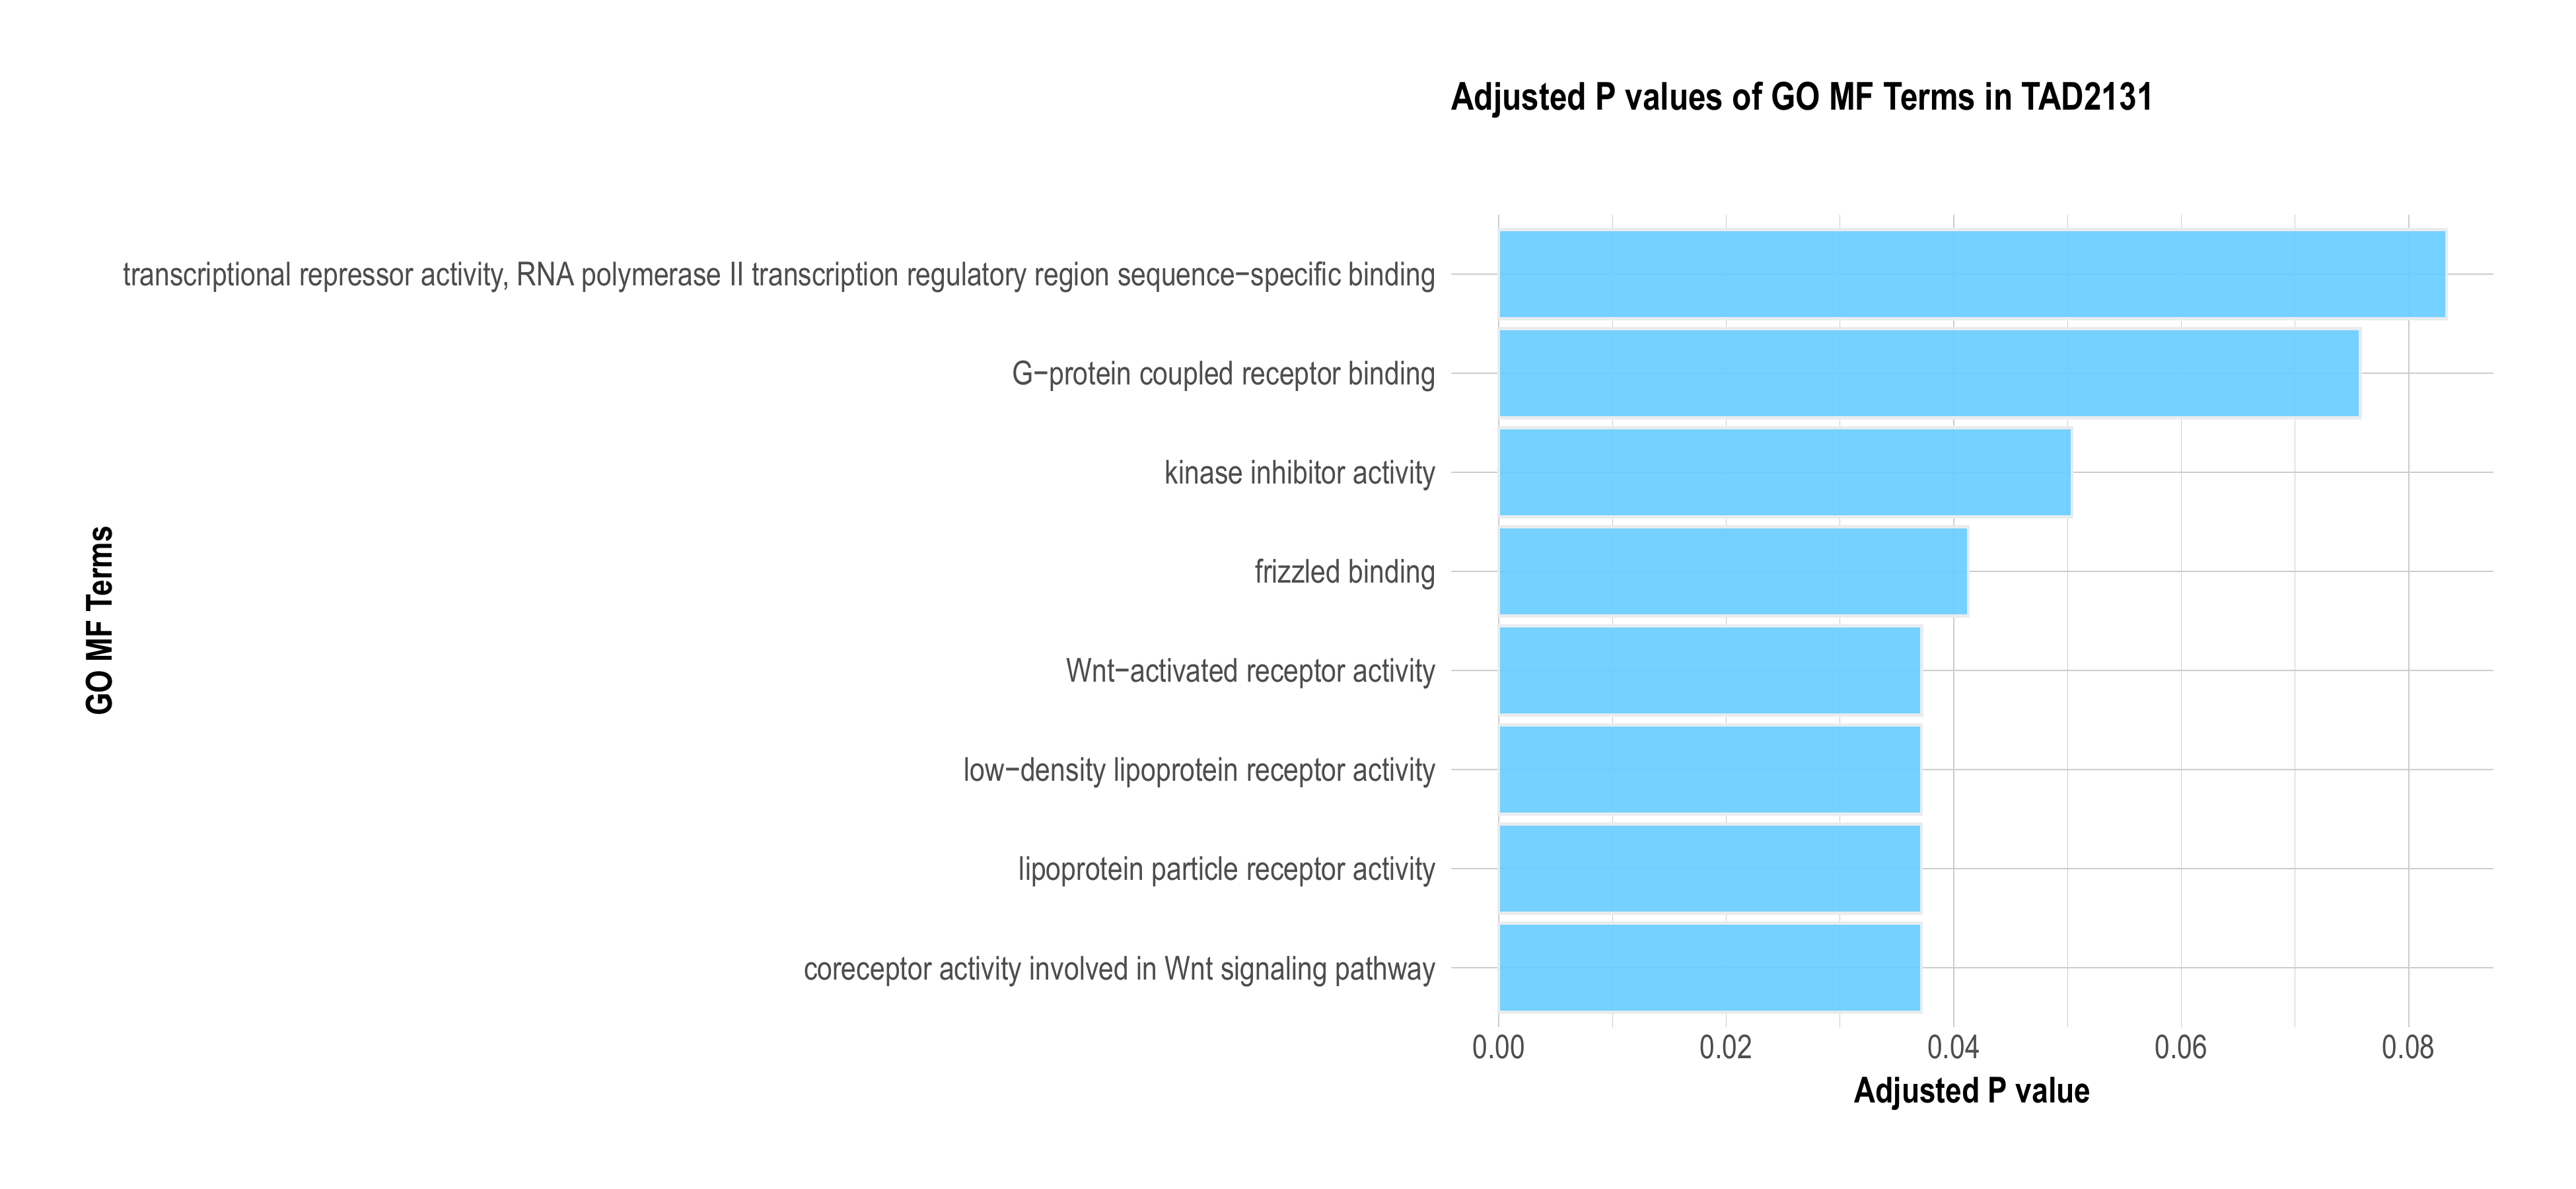 Adjusted P values of GO MF Terms in TAD2131
transcriptional repressor activity, RNA polymerase II transcription regulatory region sequence−specific binding
G−protein coupled receptor binding
kinase inhibitor activity
frizzled binding
Wnt−activated receptor activity
low−density lipoprotein receptor activity
lipoprotein particle receptor activity
coreceptor activity involved in Wnt signaling pathway
GO MF Terms
0.00 0.02 0.04 0.06 0.08
Adjusted P value